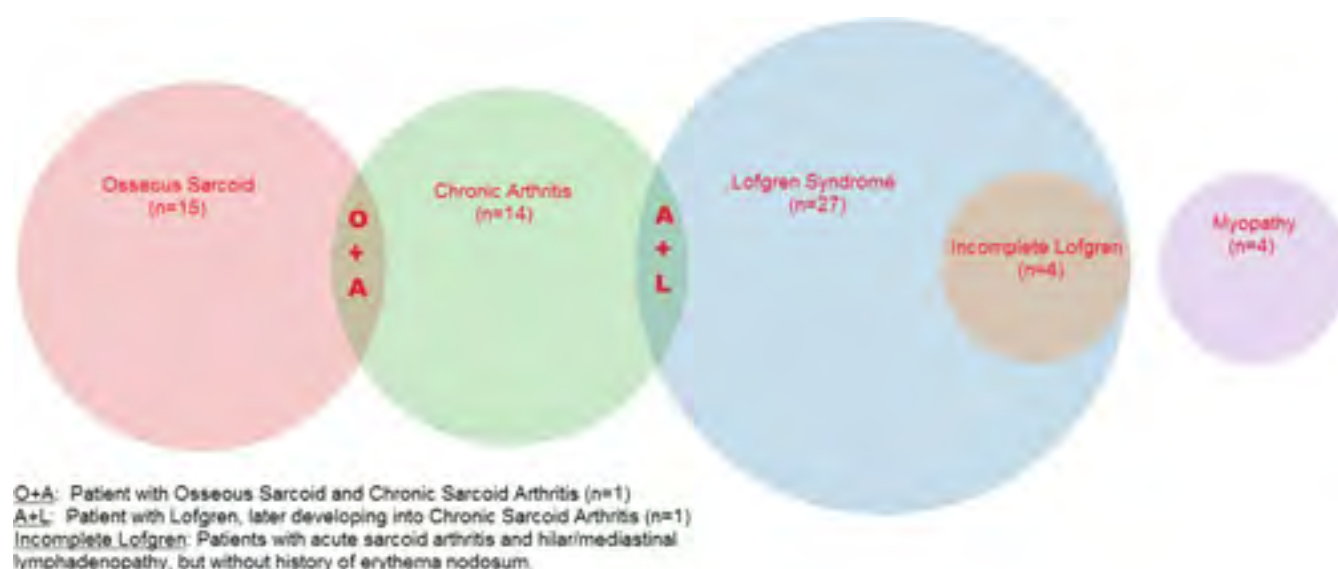 Osseous Sarcoid
(n=15)
Chronic Arthritis
(n=14)
Lofgren Syndrome
(n=27)
Incomplete Lofgren
(n=4)
Myopathy
(n=4)
O
+
A
A
+
L
O+A: Patient with Osseous Sarcoid and Chronic Sarcoid Arthritis (n=1)
A+L: Patient with Lofgren, later developing into Chronic Sarcoid Arthritis (n=1)
Incomplete Lofgren: Patients with acute sarcoid arthritis and hilar/mediastinal
lymphadenopathy, but without history of erythema nodosum.